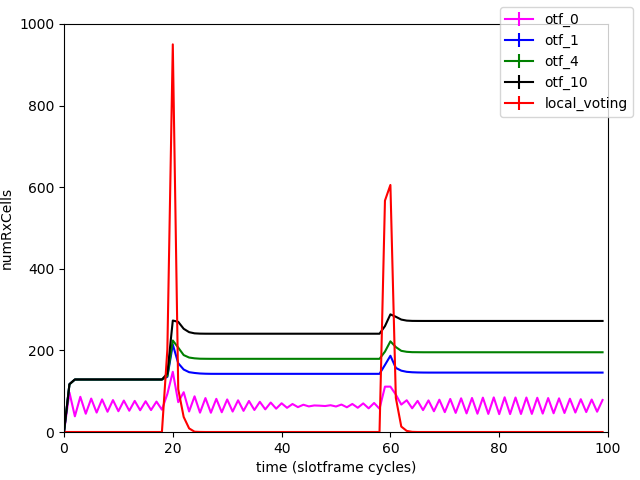 1000
800
600
400
200
0
numRxCells
0 20 40 60 80 100
time (slotframe cycles)
otf_0
otf_1
otf_4
otf_10
local_voting